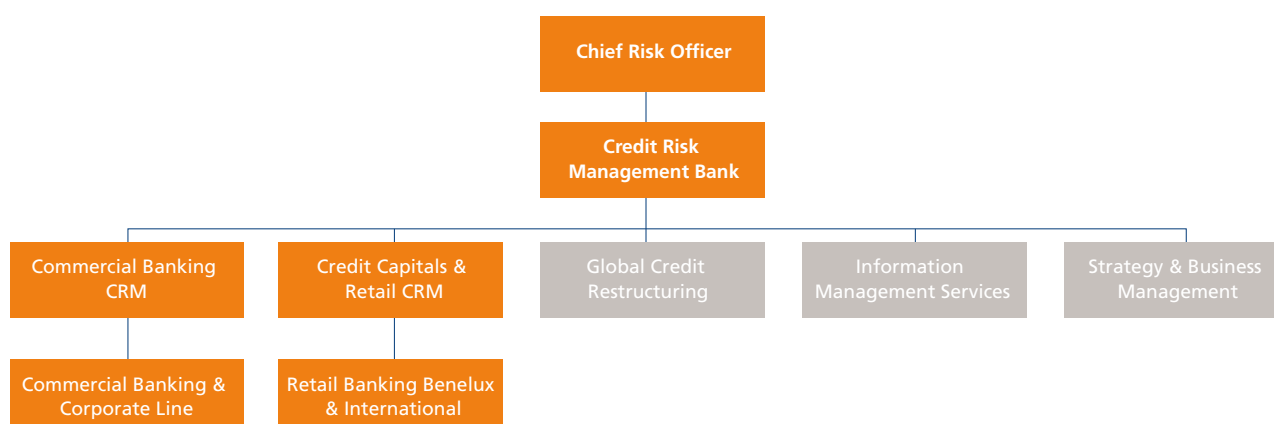 Chief Risk Officer
Credit Risk
Management Bank
Commercial Banking
CRM
Credit Capitals &
Retail CRM
Global Credit
Restructuring
Information
Management Services
Strategy & Business
Management
Commercial Banking &
Corporate Line
Retail Banking Benelux
& International